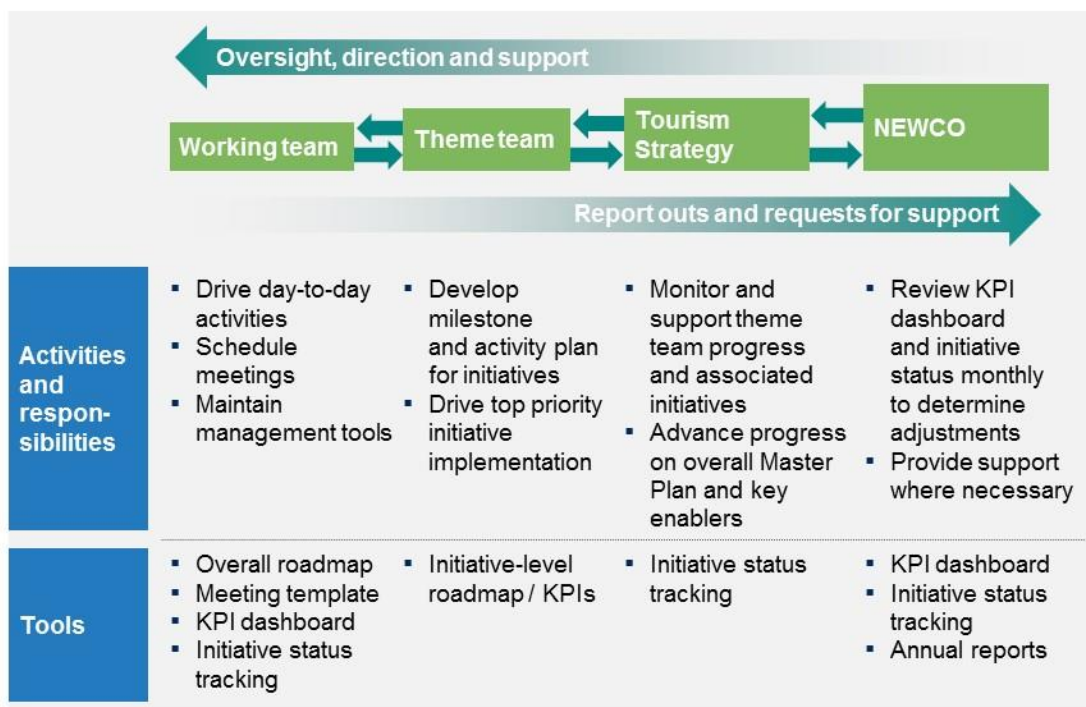 Oversight, direction and support
Working team
Theme team
Tourism
Strategy
NEWCO
Report outs and requests for support
Activities
and
respon-
sibilities
▪ Drive day-to-day
activities
▪ Schedule
meetings
▪ Maintain
management tools
▪ Develop
milestone
and activity plan
for initiatives
▪ Drive top priority
initiative
implementation
▪ Monitor and
support theme
team progress
and associated
initiatives
▪ Advance progress
on overall Master
Plan and key
enablers
▪ Review KPI
dashboard
and initiative
status monthly
to determine
adjustments
▪ Provide support
where necessary
Tools
▪ Overall roadmap
▪ Meeting template
▪ KPI dashboard
▪ Initiative status
tracking
▪ Initiative-level
roadmap / KPIs
▪ Initiative status
tracking
▪ KPI dashboard
▪ Initiative status
tracking
▪ Annual reports